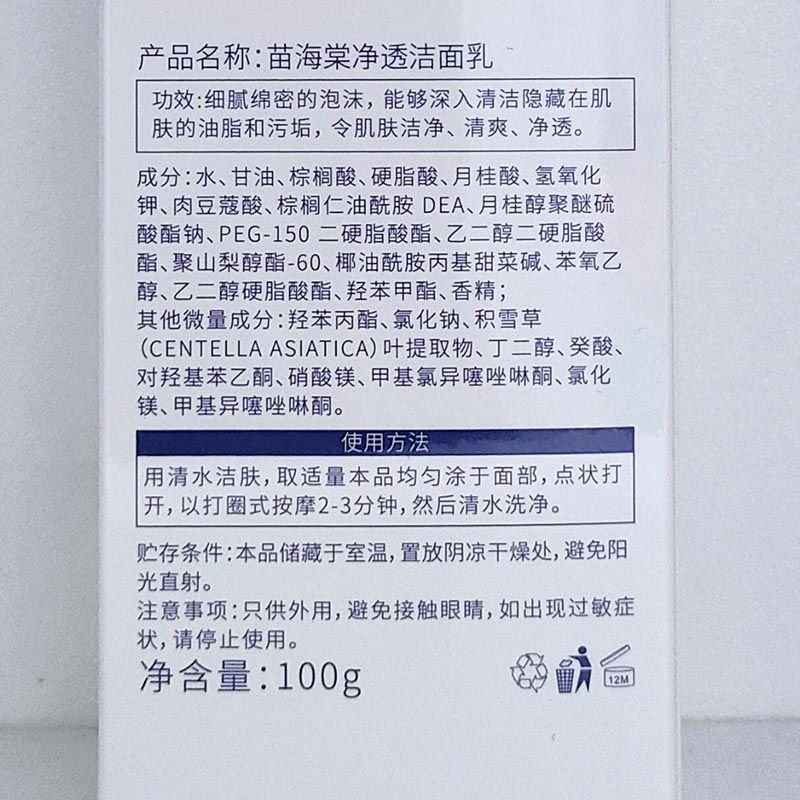 产品名称:苗海棠净透洁面乳
功效:细腻绵密的泡沫，能够深入清洁隐藏在肌
肤的油脂和污垢，令肌肤洁净、清爽、净透。
成分:水、甘油、棕榈酸、硬脂酸、月桂酸、氢氧化
钾、肉豆蔻酸、棕榈仁油酰胺 DEA、月桂醇聚醚硫
酸酯钠、PEG-150 二硬脂酸酯、乙二醇二硬脂酸
酯、聚山梨醇酯-60、椰油酰胺丙基甜菜碱、苯氧乙
醇、乙二醇硬脂酸酯、羟苯甲酯、香精；
其他微量成分:羟苯丙酯、氯化钠、积雪草
（CENTELLA ASIATICA）叶提取物、丁二醇、癸酸、
对羟基苯乙酮、硝酸镁、甲基氯异噻唑啉酮、氯化
镁、甲基异噻唑啉酮。
使用方法
用清水洁肤，取适量本品均匀涂于面部，点状打
开，以打圈式按摩2-3分钟，然后清水洗净。
贮存条件:本品储藏于室温，置放阴凉干燥处，避免阳
光直射。
注意事项:只供外用，避免接触眼睛，如出现过敏症
状，请停止使用。
净含量:100g
12M